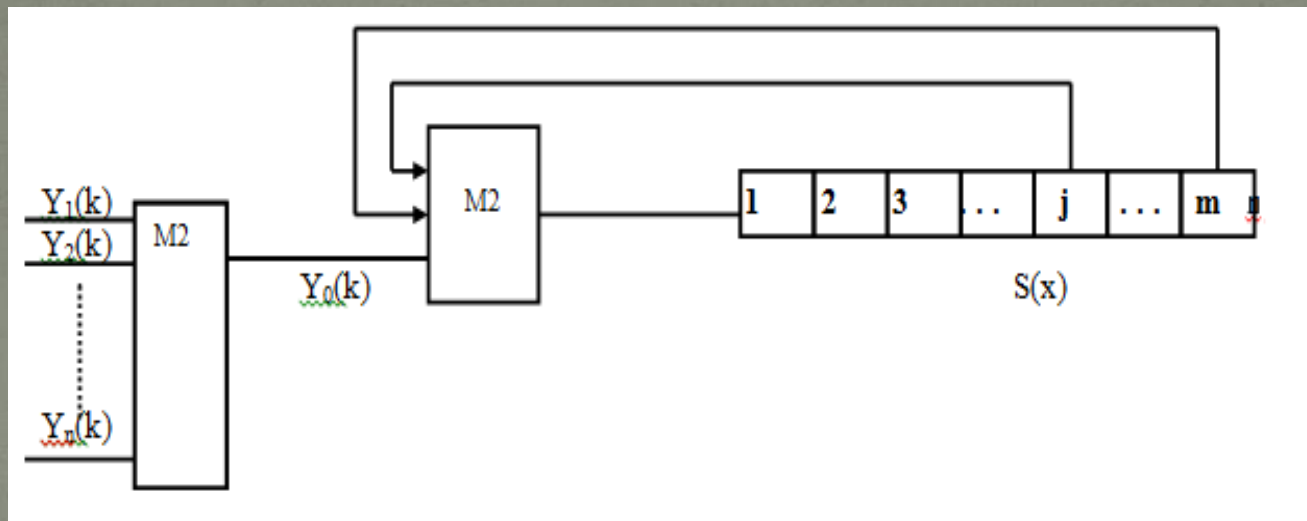 Y₁(k)
Y₂(k)
Yₙ(k)
M2
Y₀(k)
M2
1 2 3 ... j ... m n
S(x)